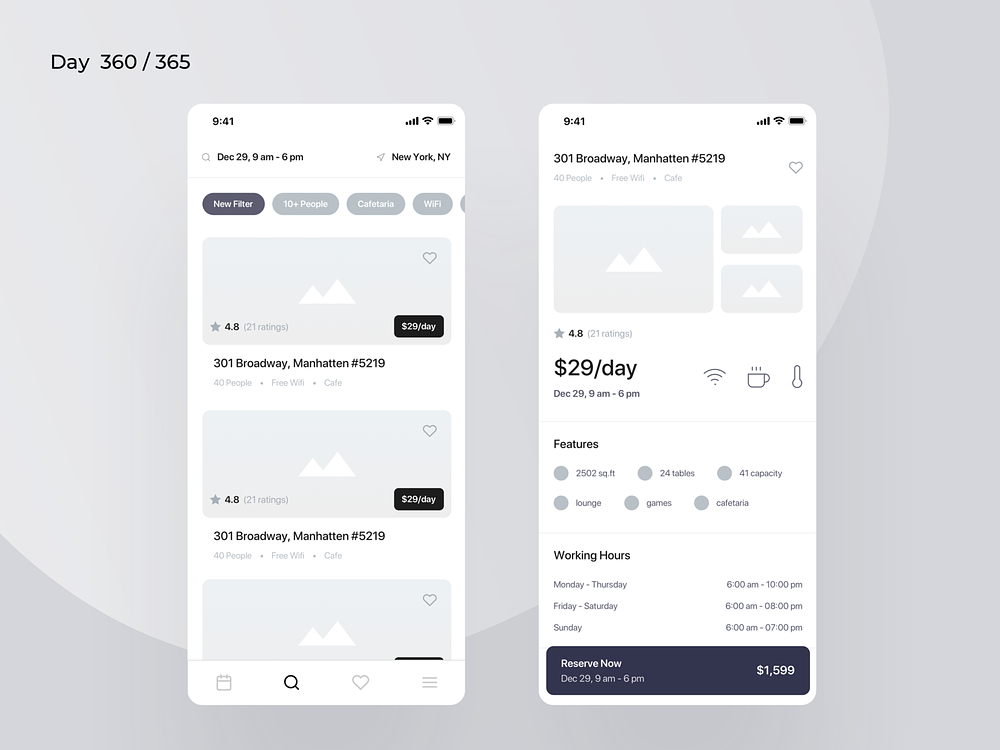 Day 360 / 365
9:41
Dec 29, 9 am - 6 pm
New York, NY
New Filter
10+ People
Cafetaria
WiFi
4.8 (21 ratings)
$29/day
301 Broadway, Manhatten #5219
40 People • Free Wifi • Cafe
4.8 (21 ratings)
$29/day
301 Broadway, Manhatten #5219
40 People • Free Wifi • Cafe
9:41
301 Broadway, Manhatten #5219
40 People • Free Wifi • Cafe
4.8 (21 ratings)
$29/day
Dec 29, 9 am - 6 pm
Features
2502 sq.ft
24 tables
41 capacity
lounge
games
cafetaria
Working Hours
Monday - Thursday 6:00 am - 10:00 pm
Friday - Saturday 6:00 am - 08:00 pm
Sunday 6:00 am - 07:00 pm
Reserve Now
Dec 29, 9 am - 6 pm
$1,599